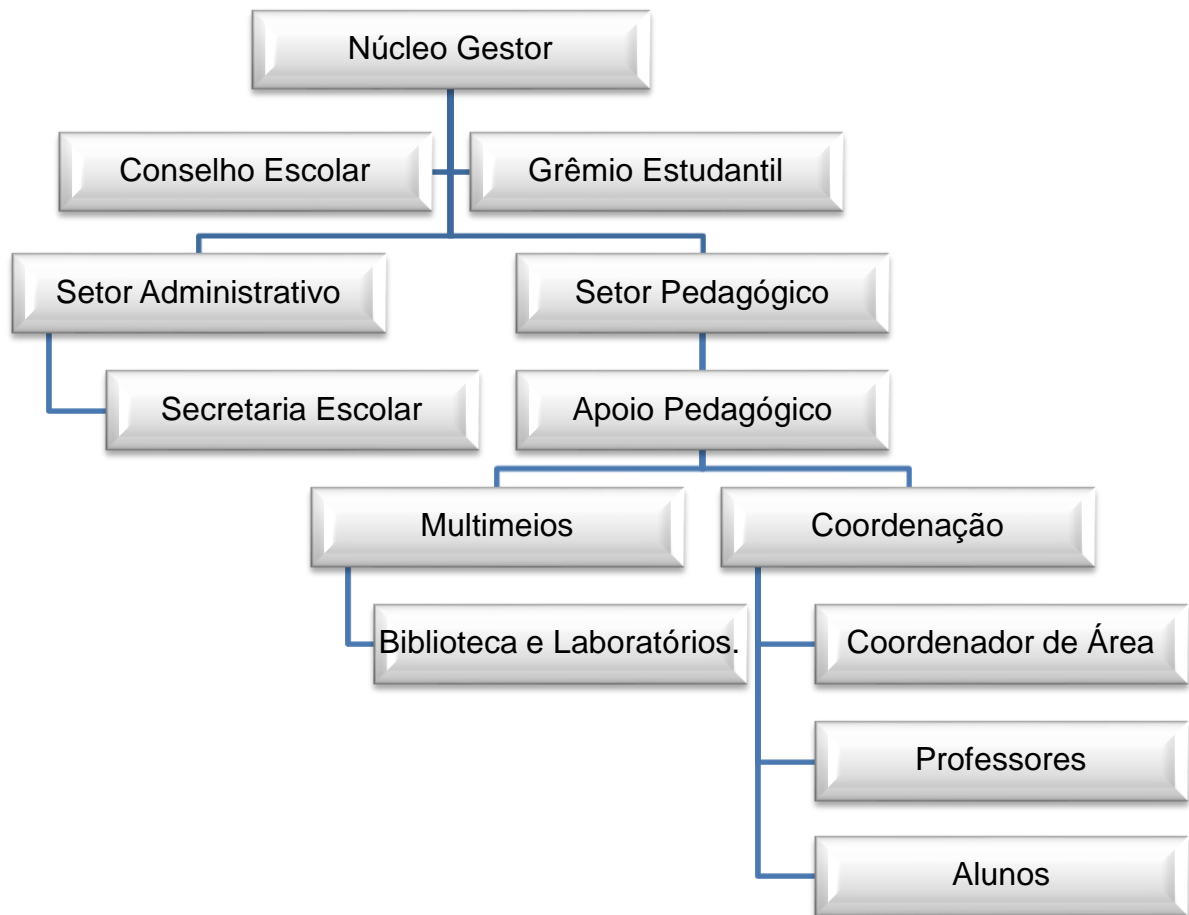 Núcleo Gestor
Conselho Escolar
Grêmio Estudantil
Setor Administrativo
Setor Pedagógico
Secretaria Escolar
Apoio Pedagógico
Multimeios
Coordenação
Biblioteca e Laboratórios.
Coordenador de Área
Professores
Alunos